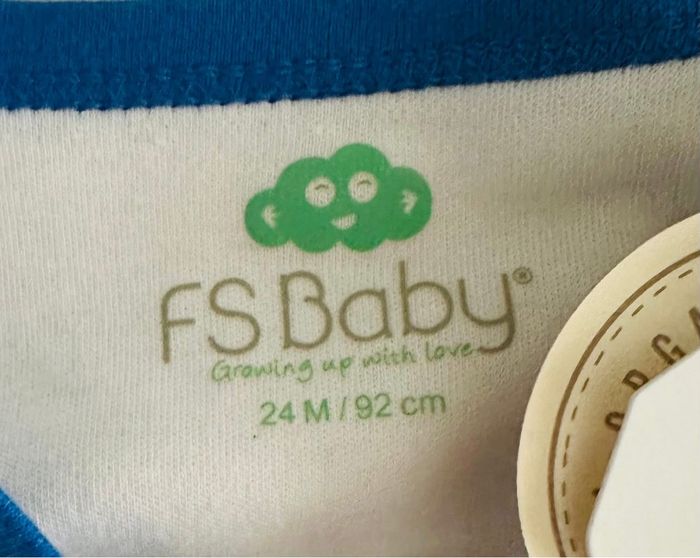 FS Baby®
Growing up with love
24 M / 92 cm